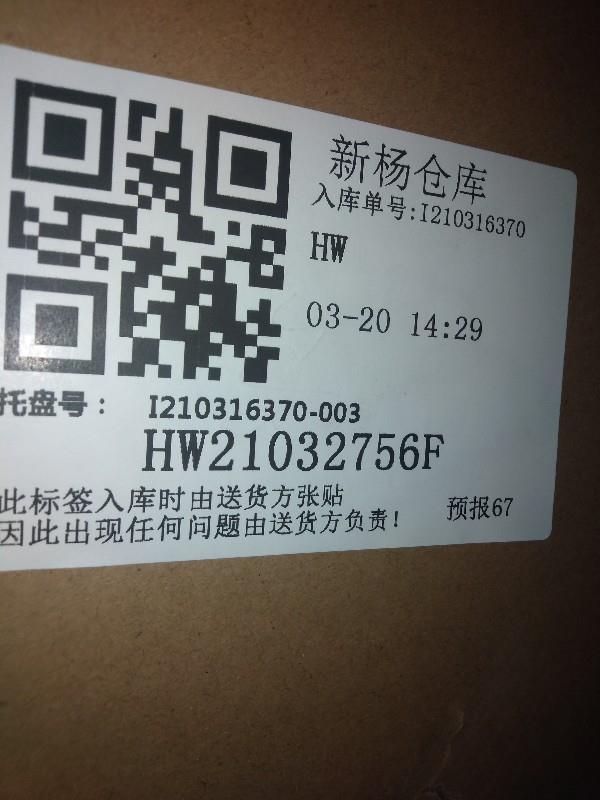 新杨仓库
入库单号:I210316370
HW
03-20 14:29
托盘号: I210316370-003
HW21032756F
此标签入库时由送货方张贴
因此出现任何问题由送货方负责!
预报67